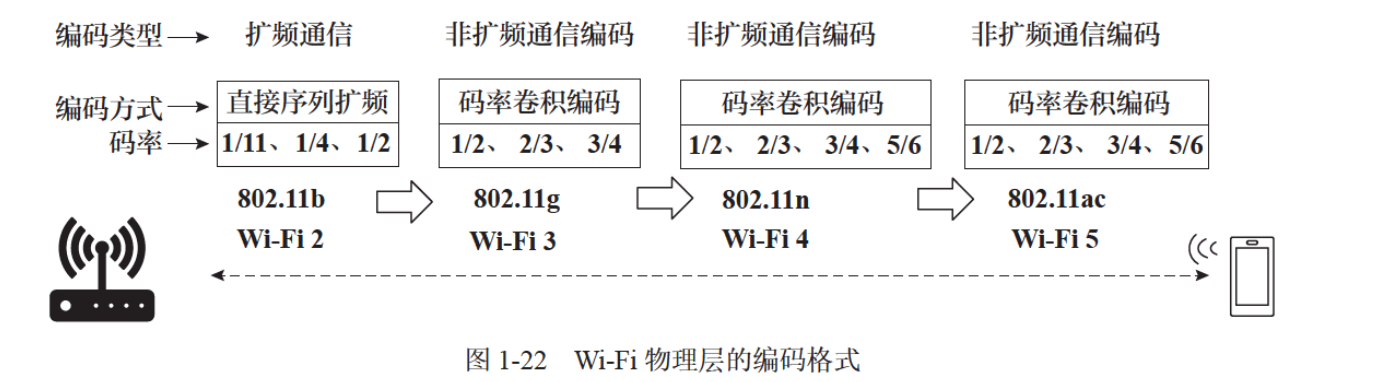 编码类型 扩频通信 非扩频通信编码 非扩频通信编码 非扩频通信编码
编码方式 直接序列扩频 码率卷积编码 码率卷积编码 码率卷积编码
码率 1/11、1/4、1/2 1/2、2/3、3/4 1/2、2/3、3/4、5/6 1/2、2/3、3/4、5/6
802.11b 802.11g 802.11n 802.11ac
Wi-Fi 2 Wi-Fi 3 Wi-Fi 4 Wi-Fi 5
图 1-22 Wi-Fi 物理层的编码格式